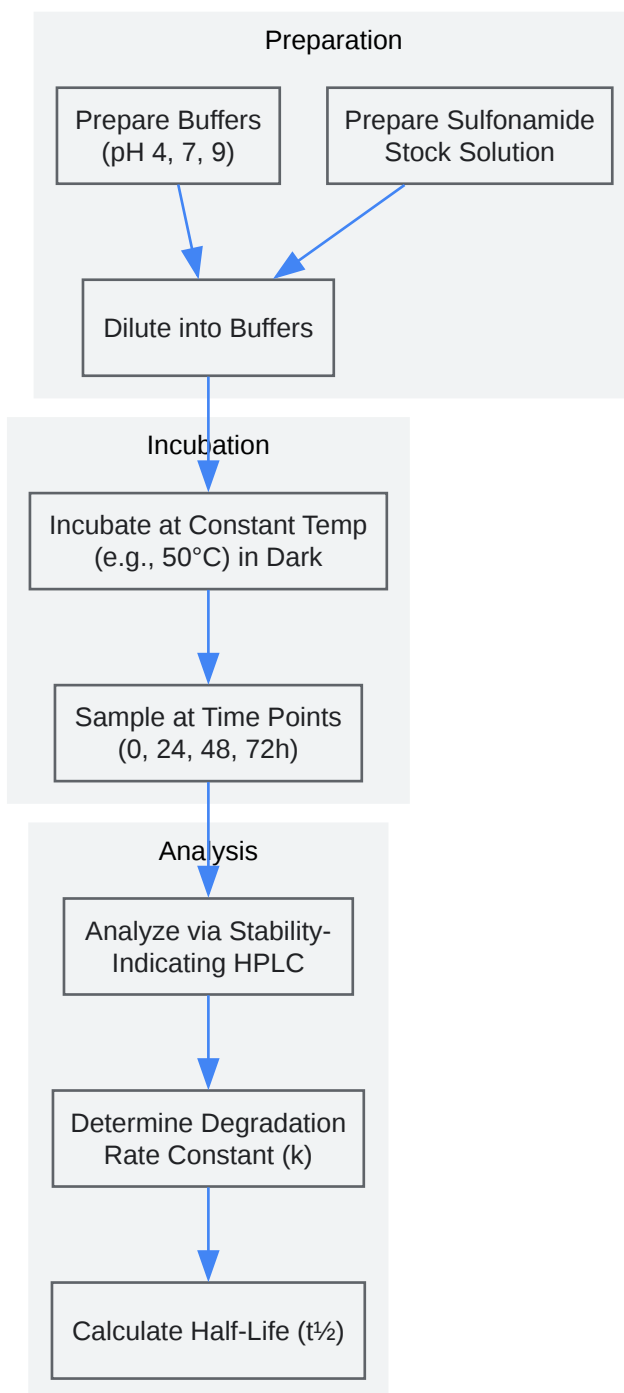 Preparation
Prepare Buffers
(pH 4, 7, 9)
Prepare Sulfonamide
Stock Solution
Dilute into Buffers
Incubation
Incubate at Constant Temp
(e.g., 50°C) in Dark
Sample at Time Points
(0, 24, 48, 72h)
Analysis
Analyze via Stability-
Indicating HPLC
Determine Degradation
Rate Constant (k)
Calculate Half-Life (t½)